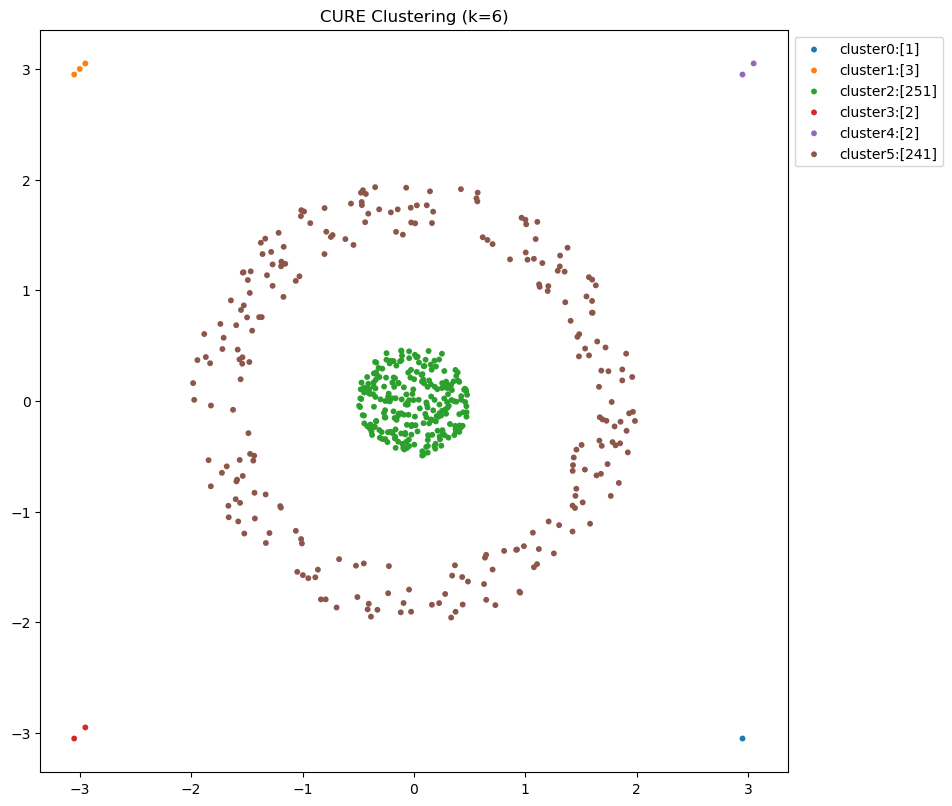 CURE Clustering (k=6)
cluster0:[1]
cluster1:[3]
cluster2:[251]
cluster3:[2]
cluster4:[2]
cluster5:[241]
3
2
1
0
−1
−2
−3
−3 −2 −1 0 1 2 3